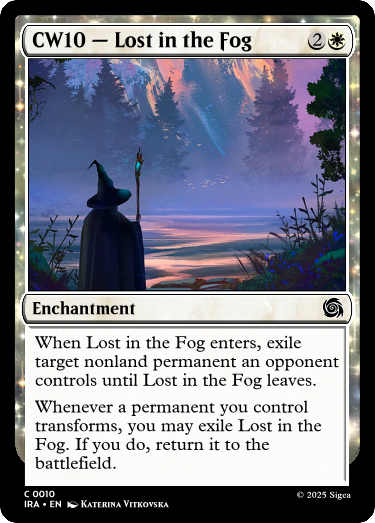 CW10 — Lost in the Fog 2
Enchantment
When Lost in the Fog enters, exile
target nonland permanent an opponent
controls until Lost in the Fog leaves.
Whenever a permanent you control
transforms, you may exile Lost in the
Fog. If you do, return it to the
battlefield.
C 0010
IRA • EN Katerina Vitkovska
© 2025 Sigea